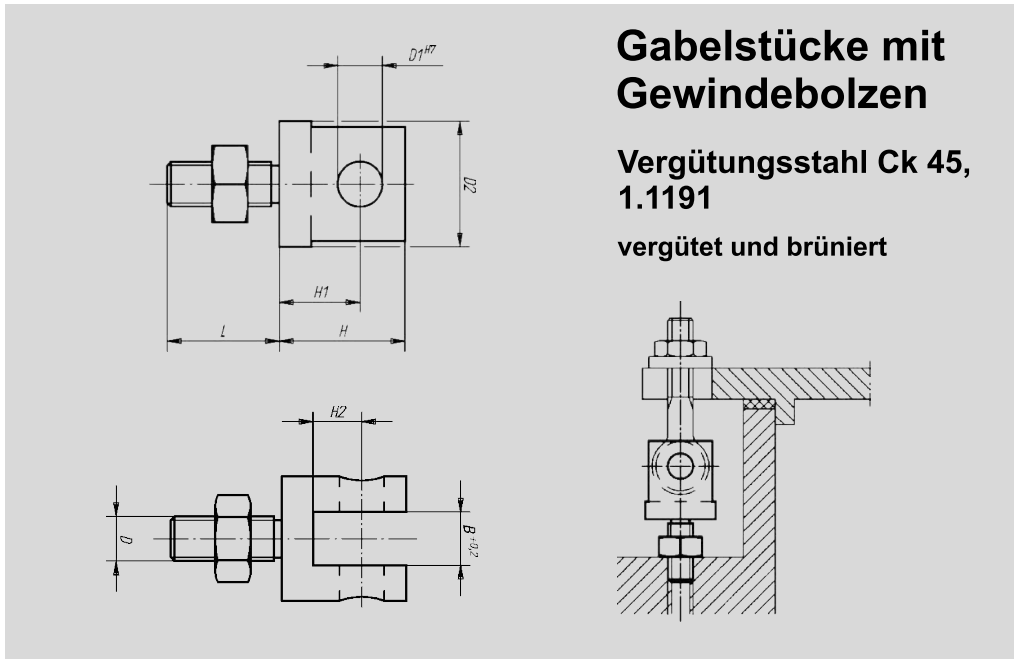 Gabelstücke mit
Gewindebolzen
Vergütungsstahl Ck 45,
1.1191
vergütet und brüniert
D1H7
D2
H1
L
H
H2
D
B+0,2